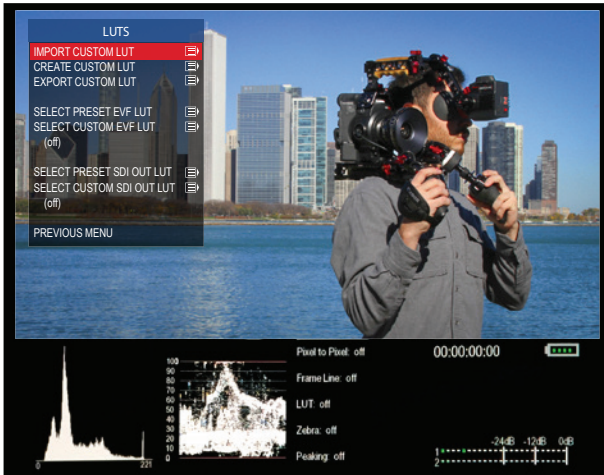 LUTS
IMPORT CUSTOM LUT
CREATE CUSTOM LUT
EXPORT CUSTOM LUT
SELECT PRESET EVF LUT
SELECT CUSTOM EVF LUT
(off)
SELECT PRESET SDI OUT LUT
SELECT CUSTOM SDI OUT LUT
(off)
PREVIOUS MENU
Pixel to Pixel: off
00:00:00:00
Frame Line: off
LUT: off
Zebra: off
Peaking: off
100
90
80
70
60
50
40
30
20
10
0
0
221
-24dB -12dB 0dB
1
2